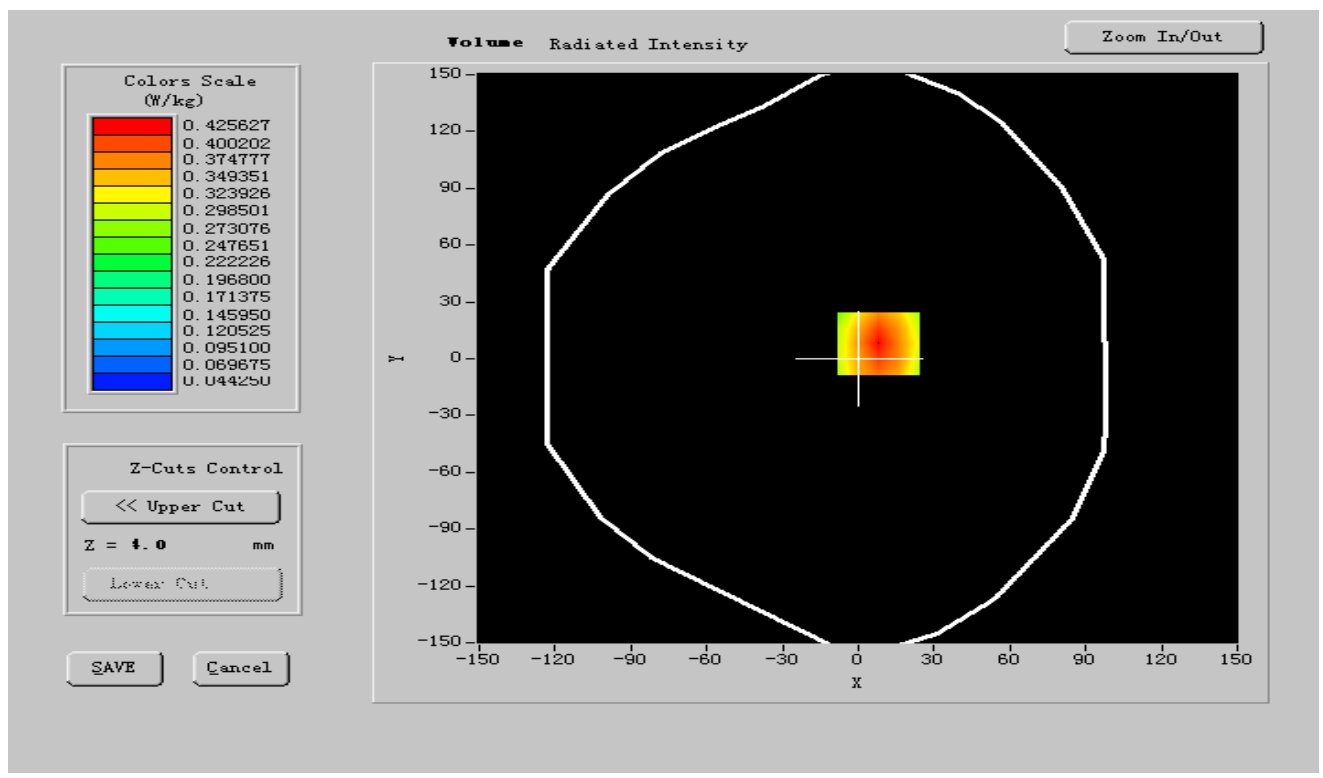 Volume Radiated Intensity
Zoom In/Out
Colors Scale
(W/kg)
0.425627
0.400202
0.374777
0.349351
0.323926
0.298501
0.273076
0.247651
0.222226
0.196800
0.171375
0.145950
0.120525
0.095100
0.069675
0.044250
Z-Cuts Control
<< Upper Cut
Z = 4.0 mm
Lower Cut
SAVE Cancel
150
120
90
60
30
0
-30
-60
-90
-120
-150
Y
-150 -120 -90 -60 -30 0 30 60 90 120 150
X